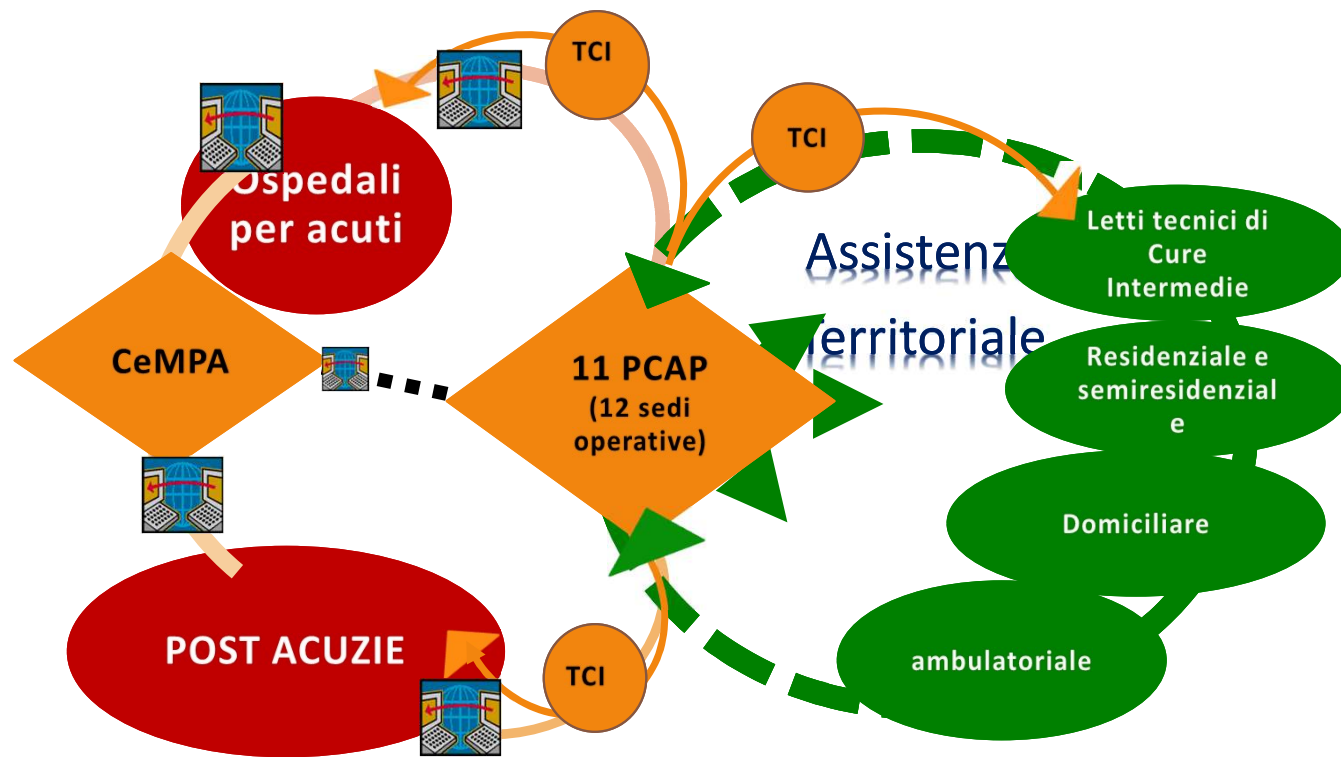 TCI
TCI
Ospedali
per acuti
Assistenz
Territoriale
Letti tecnici di
Cure
Intermedie
CeMPA
11 PCAP
(12 sedi
operative)
Residenziale e
semiresidenzial
e
Domiciliare
POST ACUZIE
TCI
ambulatoriale